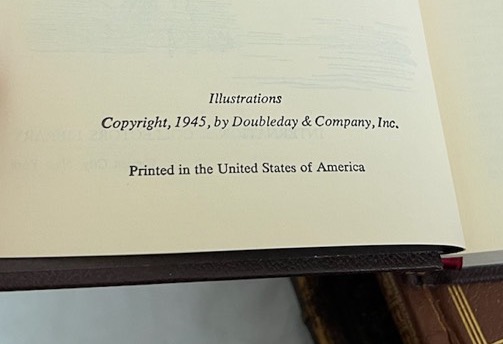 Illustrations
Copyright, 1945, by Doubleday & Company, Inc.
Printed in the United States of America